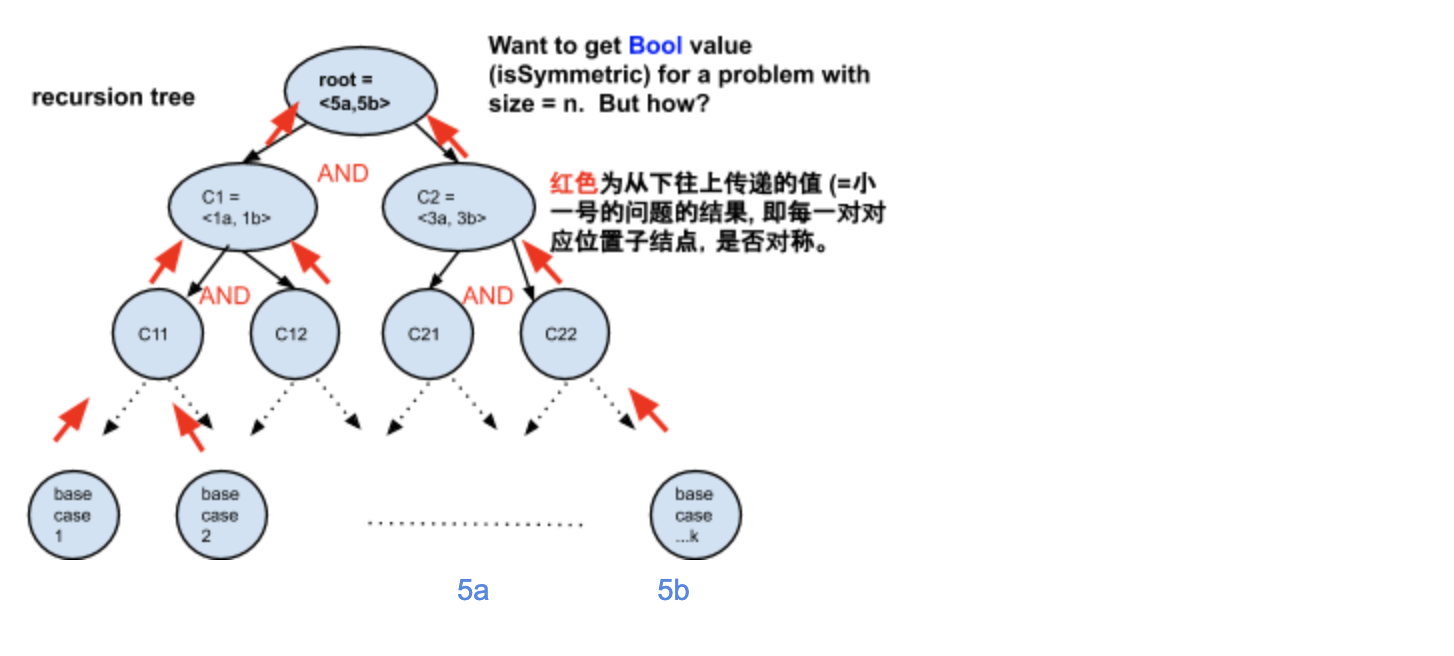 Want to get Bool value
(isSymmetric) for a problem with
size = n.  But how?
recursion tree
root =
<5a,5b>
AND
红色为从下往上传递的值 (=小
一号的问题的结果, 即每一对对
应位置子结点, 是否对称。
C1 =
<1a, 1b>
C2 =
<3a, 3b>
AND
AND
C11
C12
C21
C22
base
case
1
base
case
2
base
case
...k
5a
5b